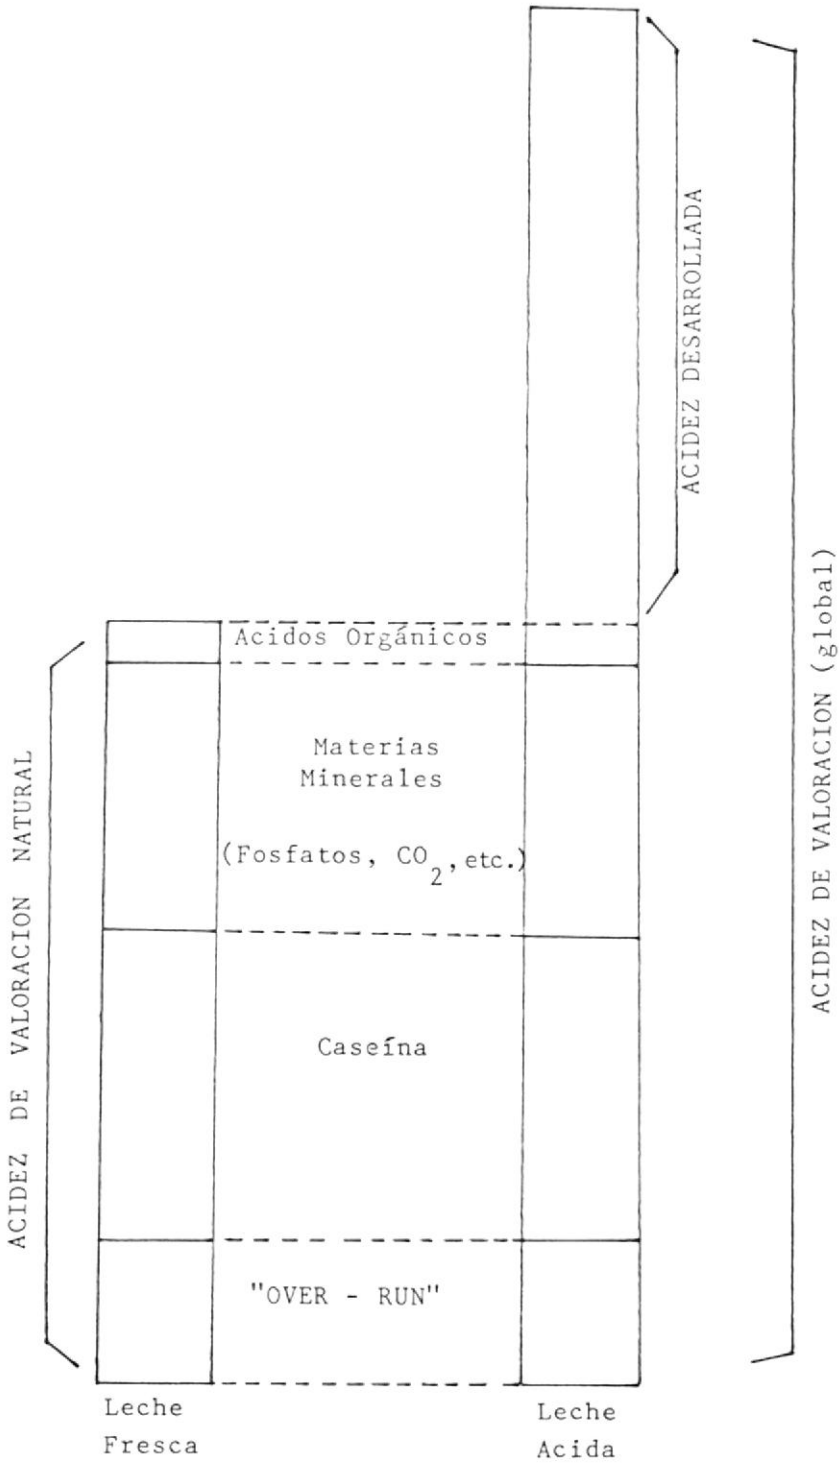 ACIDEZ DESARROLLADA
ACIDEZ DE VALORACION (global)
ACIDEZ DE VALORACION NATURAL
Acidos Orgánicos
Materias
Minerales
(Fosfatos, CO2, etc.)
Caseína
"OVER - RUN"
Leche
Fresca
Leche
Acida